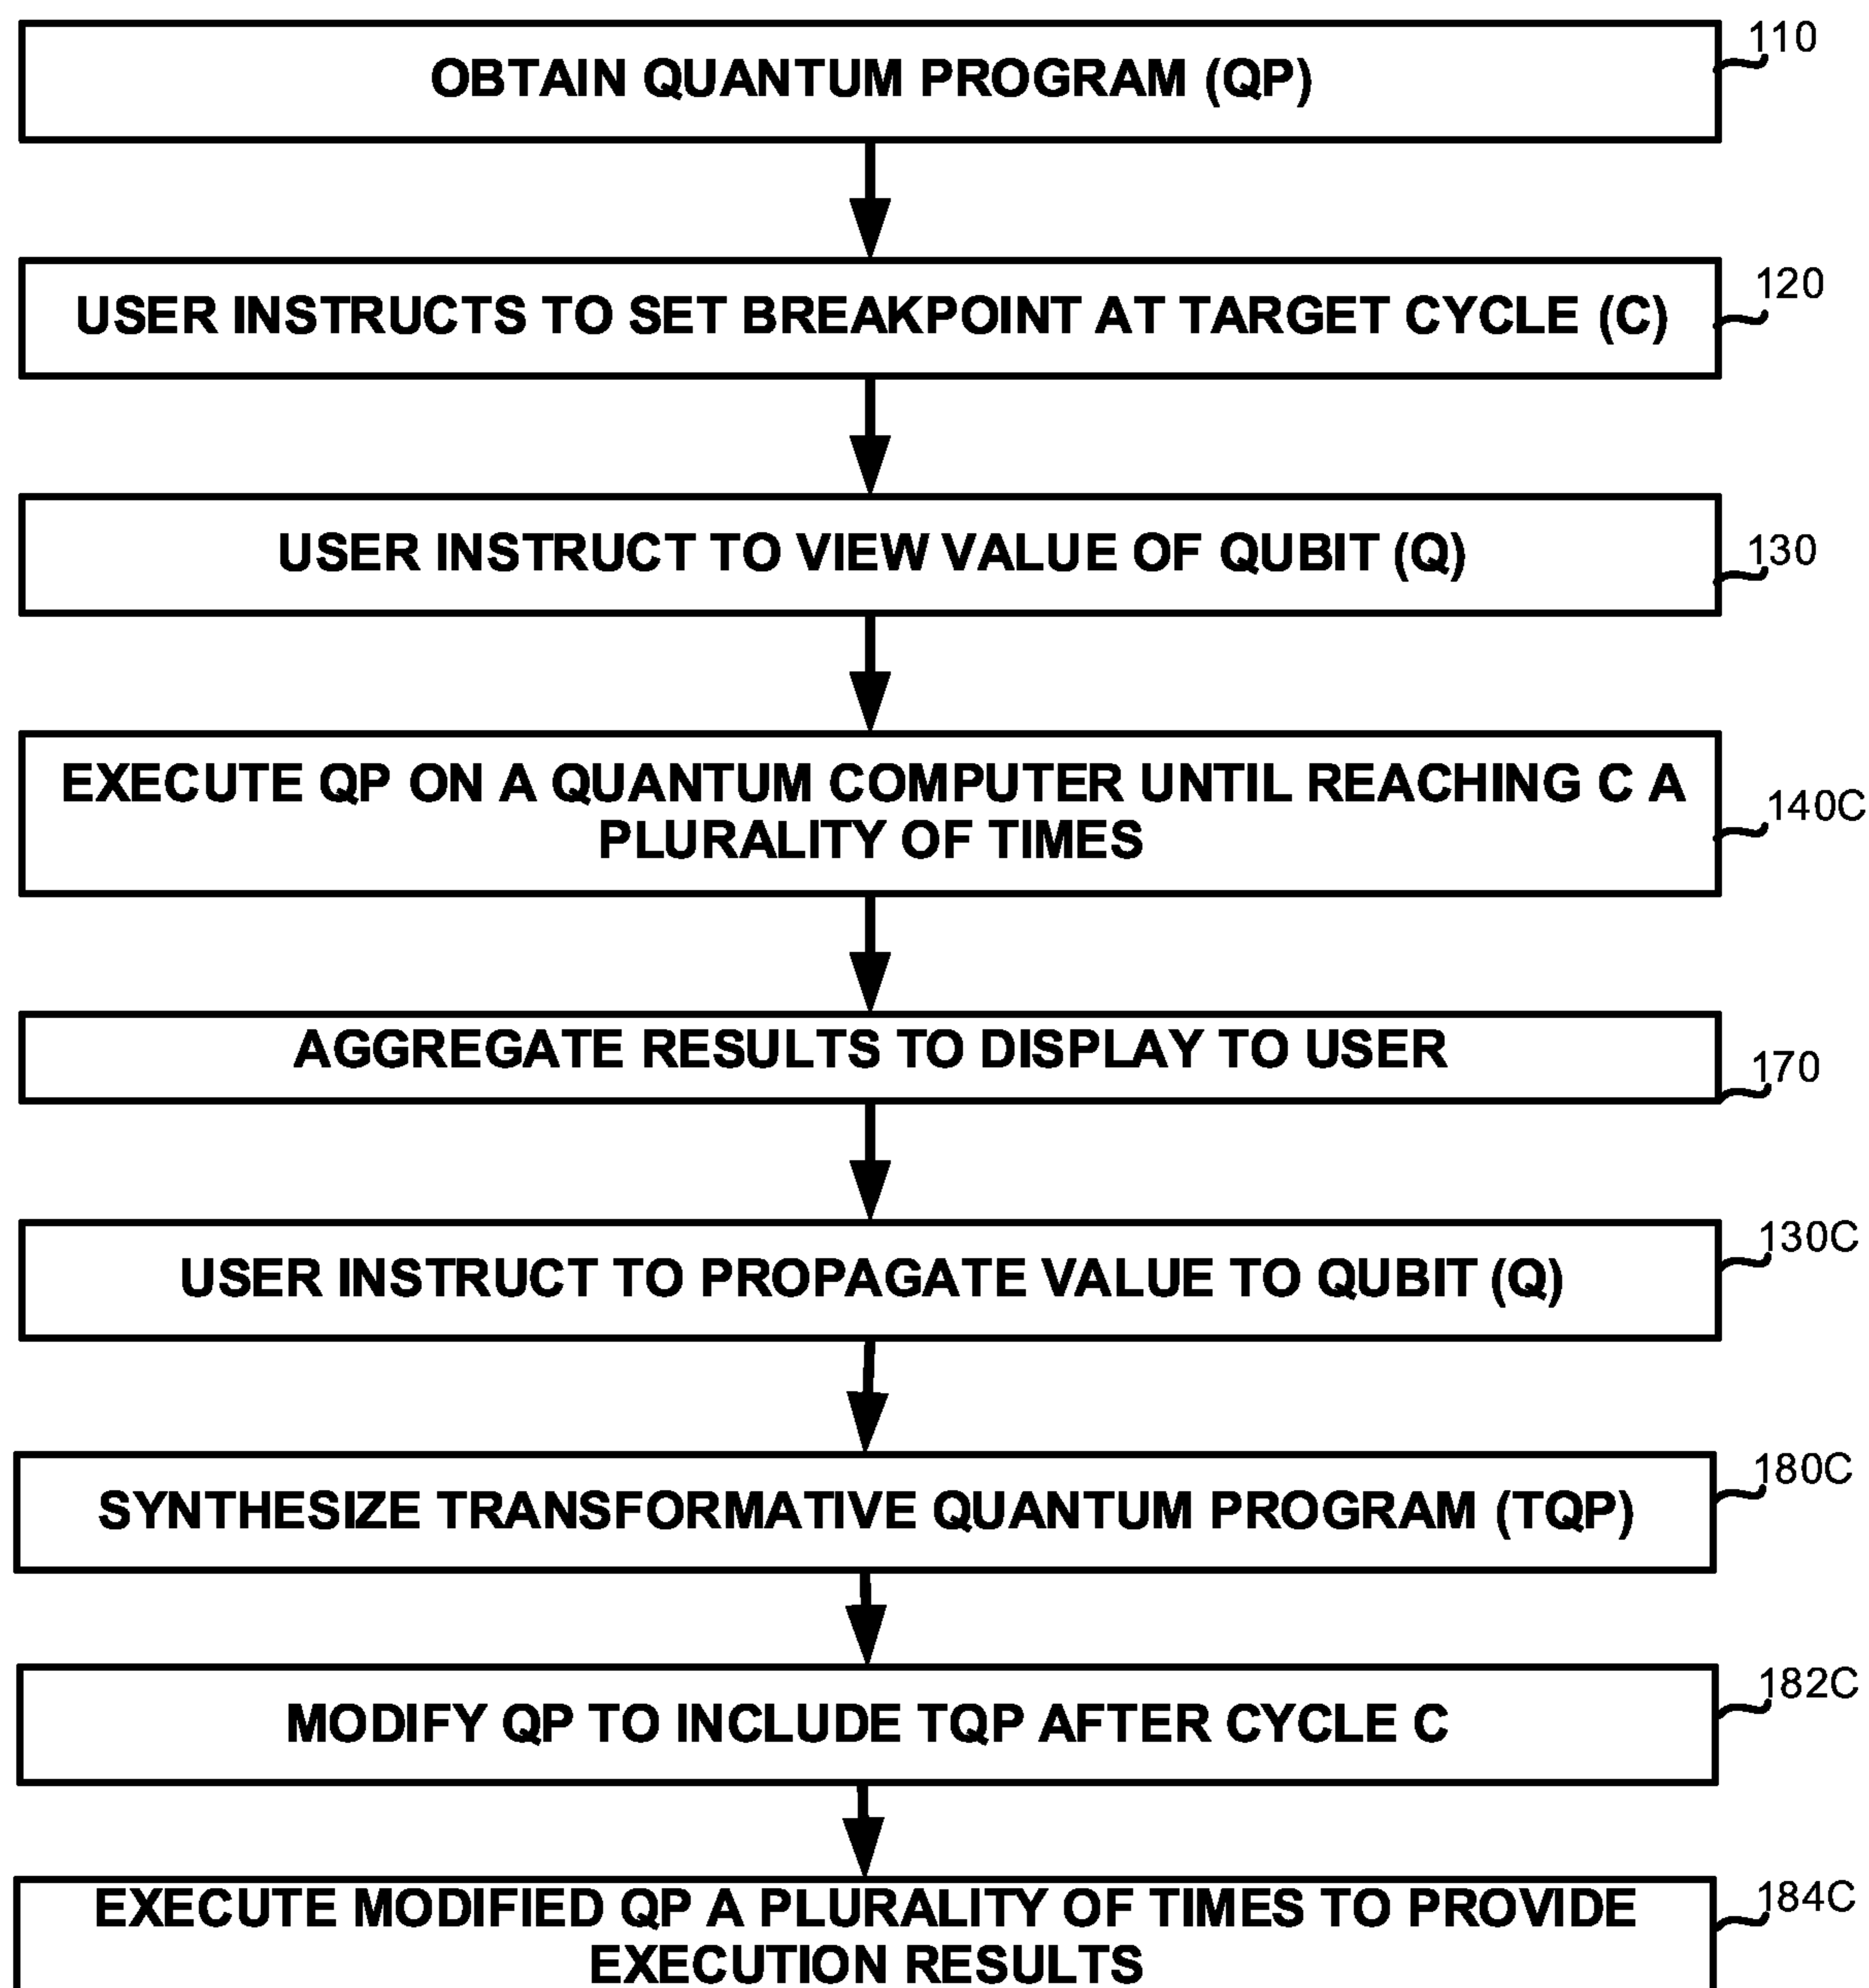 110
OBTAIN QUANTUM PROGRAM (QP)
120
USER INSTRUCTS TO SET BREAKPOINT AT TARGET CYCLE (C)
130
USER INSTRUCT TO VIEW VALUE OF QUBIT (Q)
140C
EXECUTE QP ON A QUANTUM COMPUTER UNTIL REACHING C A
PLURALITY OF TIMES
170
AGGREGATE RESULTS TO DISPLAY TO USER
130C
USER INSTRUCT TO PROPAGATE VALUE TO QUBIT (Q)
180C
SYNTHESIZE TRANSFORMATIVE QUANTUM PROGRAM (TQP)
182C
MODIFY QP TO INCLUDE TQP AFTER CYCLE C
184C
EXECUTE MODIFIED QP A PLURALITY OF TIMES TO PROVIDE
EXECUTION RESULTS